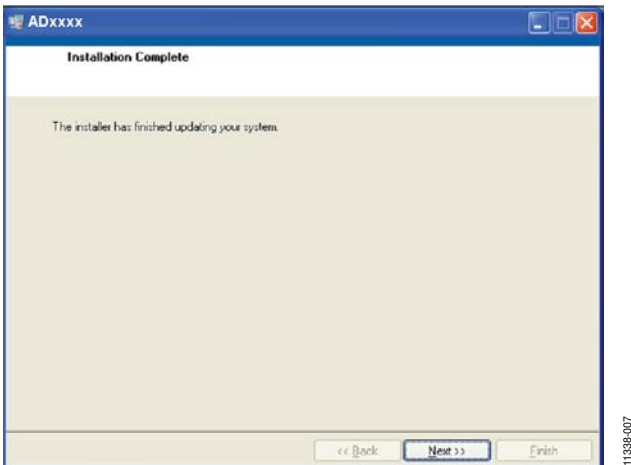 ADxxxx
Installation Complete
The installer has finished updating your system.
<< Back
Next >>
Finish
11338-007